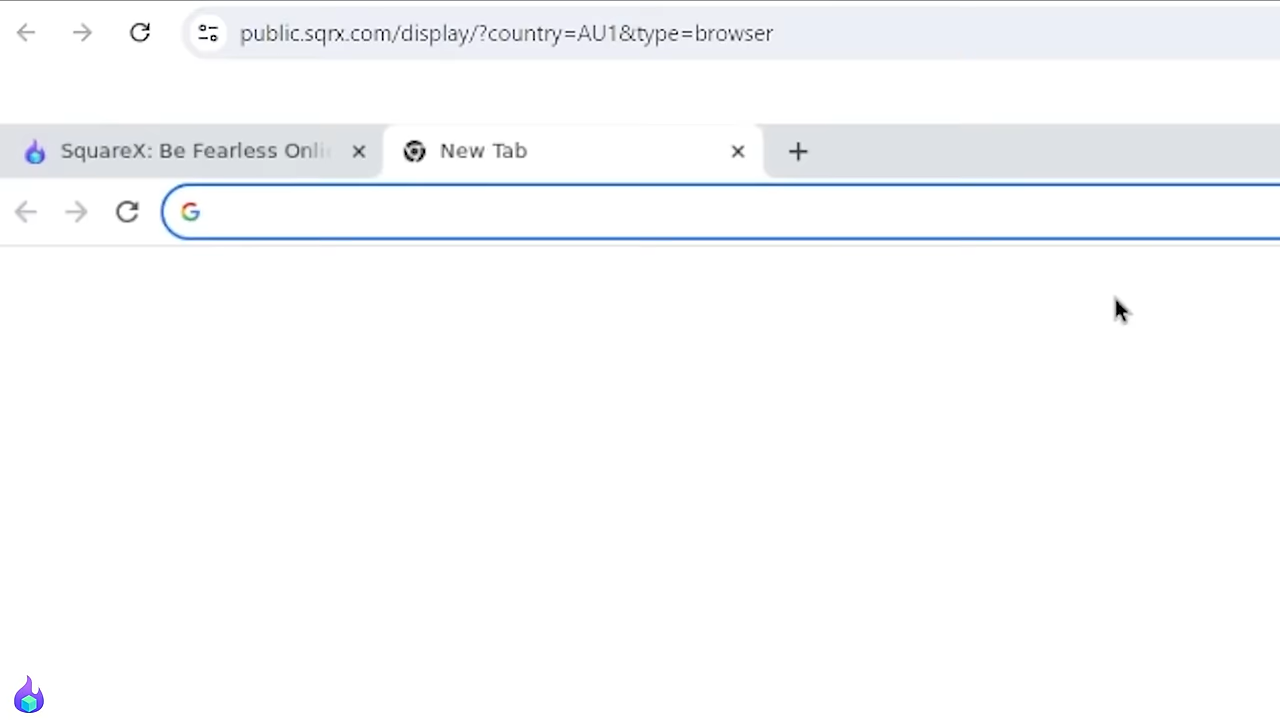 public.sqrx.com/display/?country=AU1&type=browser
SquareX: Be Fearless Onli
New Tab